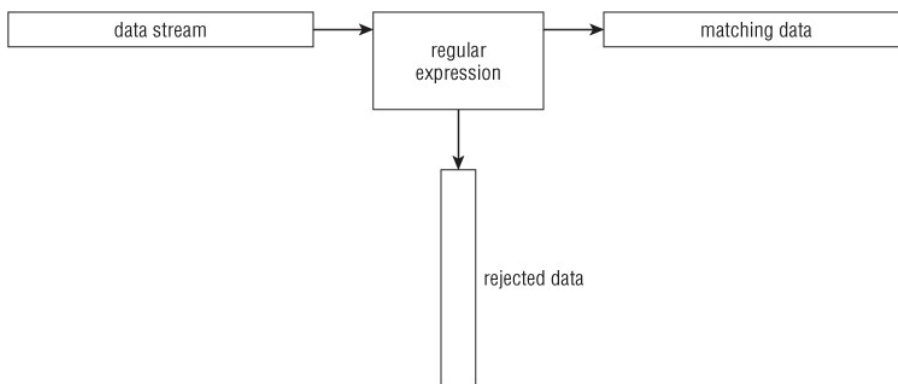 data stream
regular
expression
matching data
rejected data